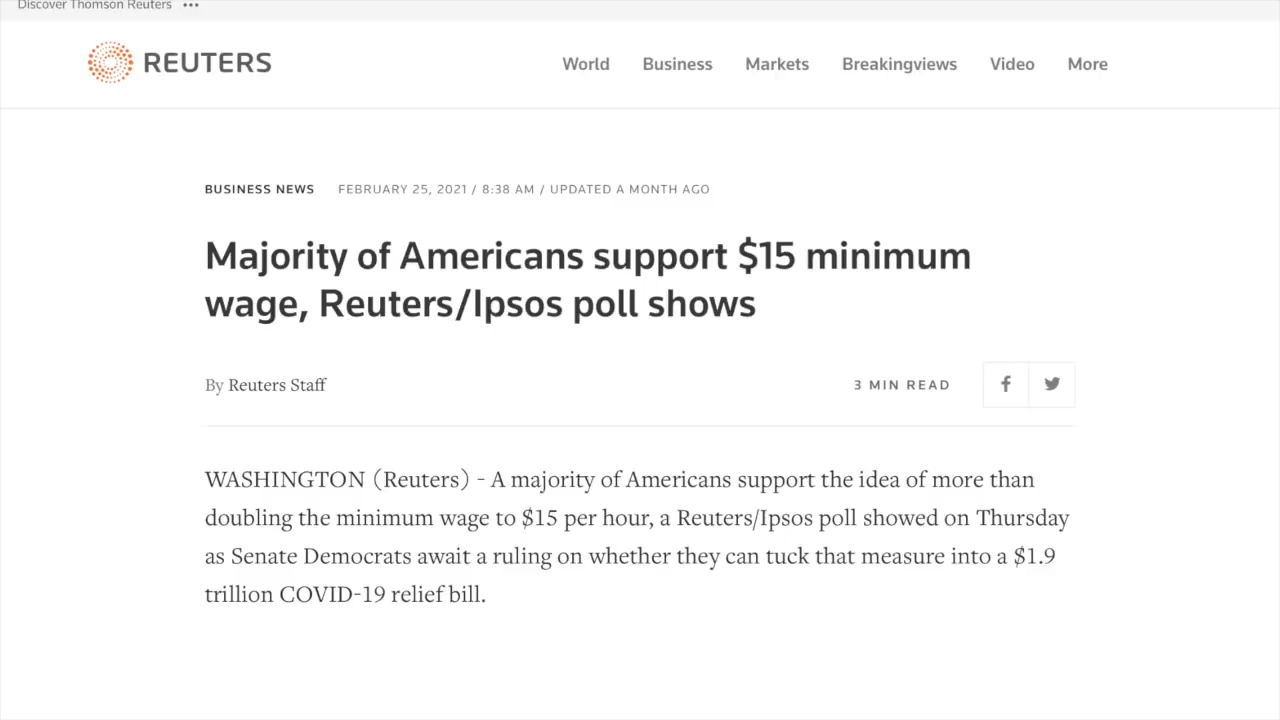 Discover Thomson Reuters •••
REUTERS
World Business Markets Breakingviews Video More
BUSINESS NEWS FEBRUARY 25, 2021 / 8:38 AM / UPDATED A MONTH AGO
Majority of Americans support $15 minimum
wage, Reuters/Ipsos poll shows
By Reuters Staff
3 MIN READ
WASHINGTON (Reuters) - A majority of Americans support the idea of more than
doubling the minimum wage to $15 per hour, a Reuters/Ipsos poll showed on Thursday
as Senate Democrats await a ruling on whether they can tuck that measure into a $1.9
trillion COVID-19 relief bill.